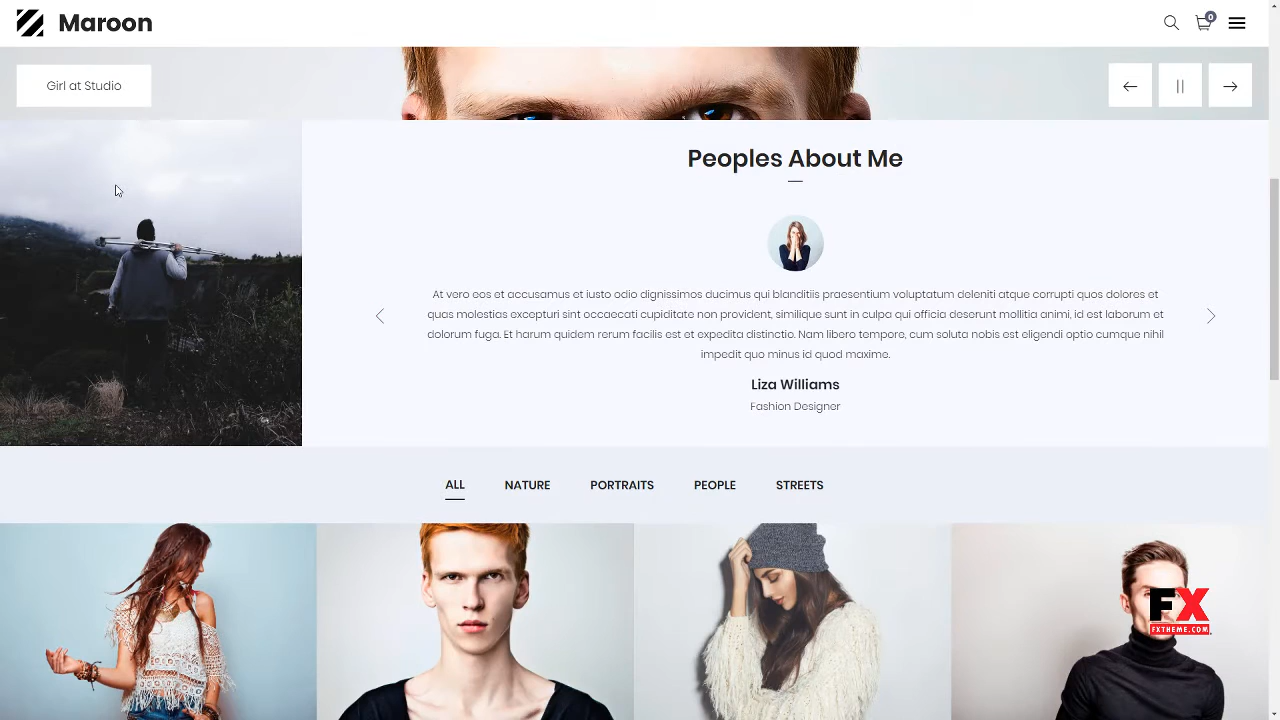 Maroon
0
Girl at Studio
Peoples About Me
At vero eos et accusamus et iusto odio dignissimos ducimus qui blanditiis praesentium voluptatum deleniti atque corrupti quos dolores et
quas molestias excepturi sint occaecati cupiditate non provident, similique sunt in culpa qui officia deserunt mollitia animi, id est laborum et
dolorum fuga. Et harum quidem rerum facilis est et expedita distinctio. Nam libero tempore, cum soluta nobis est eligendi optio cumque nihil
impedit quo minus id quod maxime.
Liza Williams
Fashion Designer
ALL NATURE PORTRAITS PEOPLE STREETS
FX
FXTHEME.COM